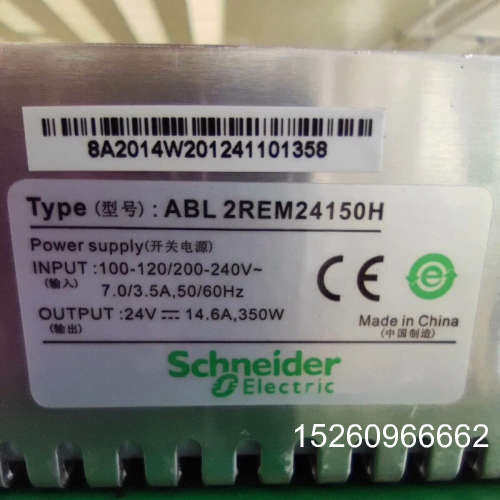 8A2014W201241101358
Type (型号) : ABL 2REM24150H
Power supply(开关电源)
INPUT :100-120/200-240V~
(输入)
7.0/3.5A,50/60Hz
OUTPUT :24V ⎓ 14.6A,350W
(输出)
CE
e
Made in China
(中国制造)
Schneider
Electric
15260966662